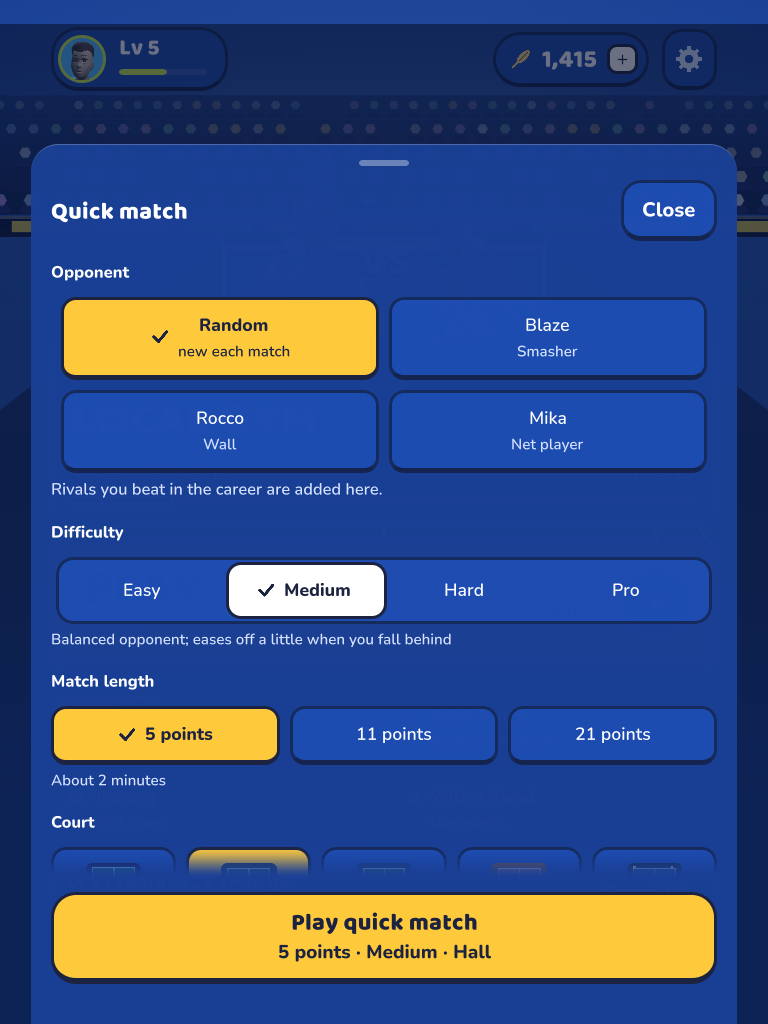 Lv 5
1,415
+
Quick match
Close
Opponent
Random
new each match
Blaze
Smasher
Rocco
Wall
Mika
Net player
Rivals you beat in the career are added here.
Difficulty
Easy
Medium
Hard
Pro
Balanced opponent; eases off a little when you fall behind
Match length
5 points
11 points
21 points
About 2 minutes
Court
Play quick match
5 points · Medium · Hall